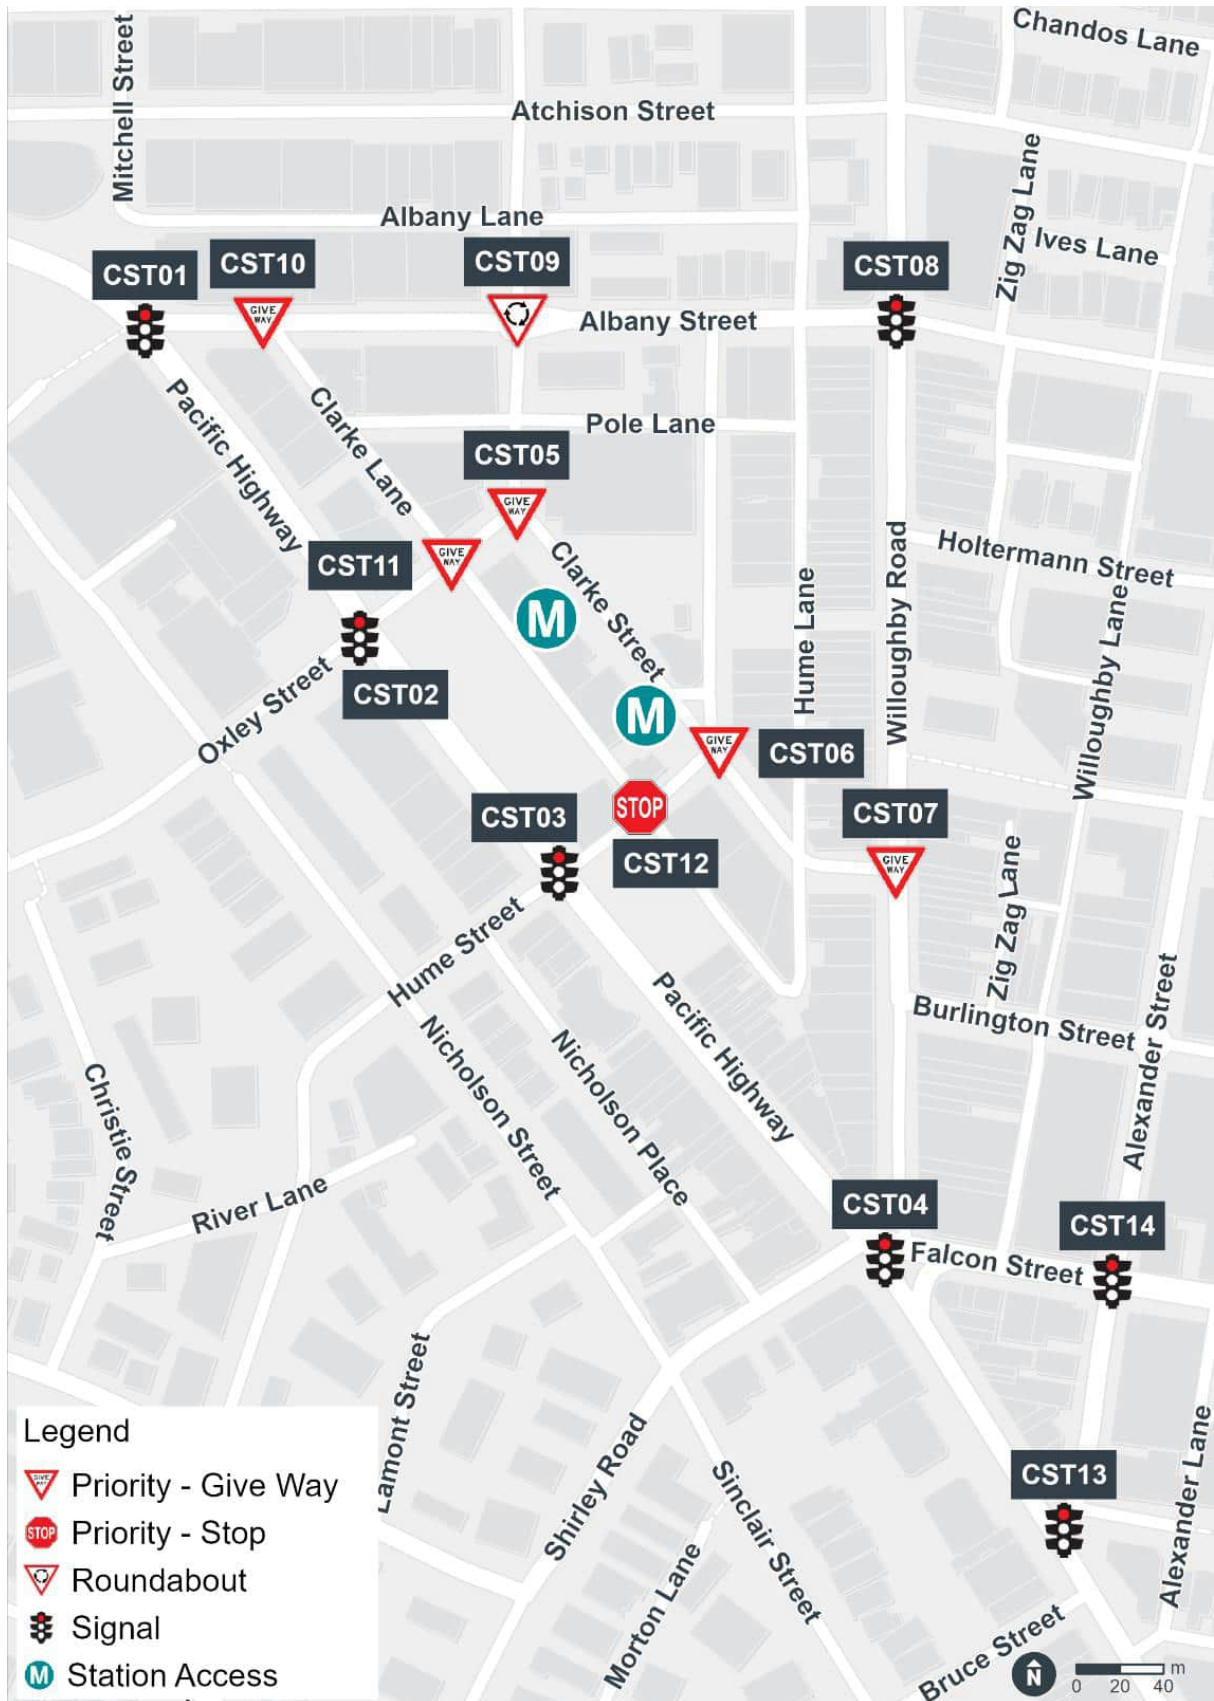 Chandos Lane
Mitchell Street
Atchison Street
Zig Zag Lane
Albany Lane
Ives Lane
CST01
CST10
GIVE
WAY
CST09
CST08
Albany Street
Pacific Highway
Clarke Lane
Pole Lane
CST05
GIVE
WAY
CST11
GIVE
WAY
Clarke Street
Holtermann Street
Willoughby Road
Hume Lane
Willoughby Lane
M
Oxley Street
CST02
M
GIVE
WAY
CST06
CST03
STOP
CST12
CST07
GIVE
WAY
Zig Zag Lane
Hume Street
Pacific Highway
Burlington Street
Alexander Street
Nicholson Street
Nicholson Place
Christie Street
River Lane
CST04
CST14
Falcon Street
Lamont Street
Shirley Road
Sinclair Street
CST13
Alexander Lane
Morton Lane
Bruce Street
Legend
GIVE
WAY
Priority - Give Way
STOP
Priority - Stop
Roundabout
Signal
M
Station Access
N
m
0 20 40